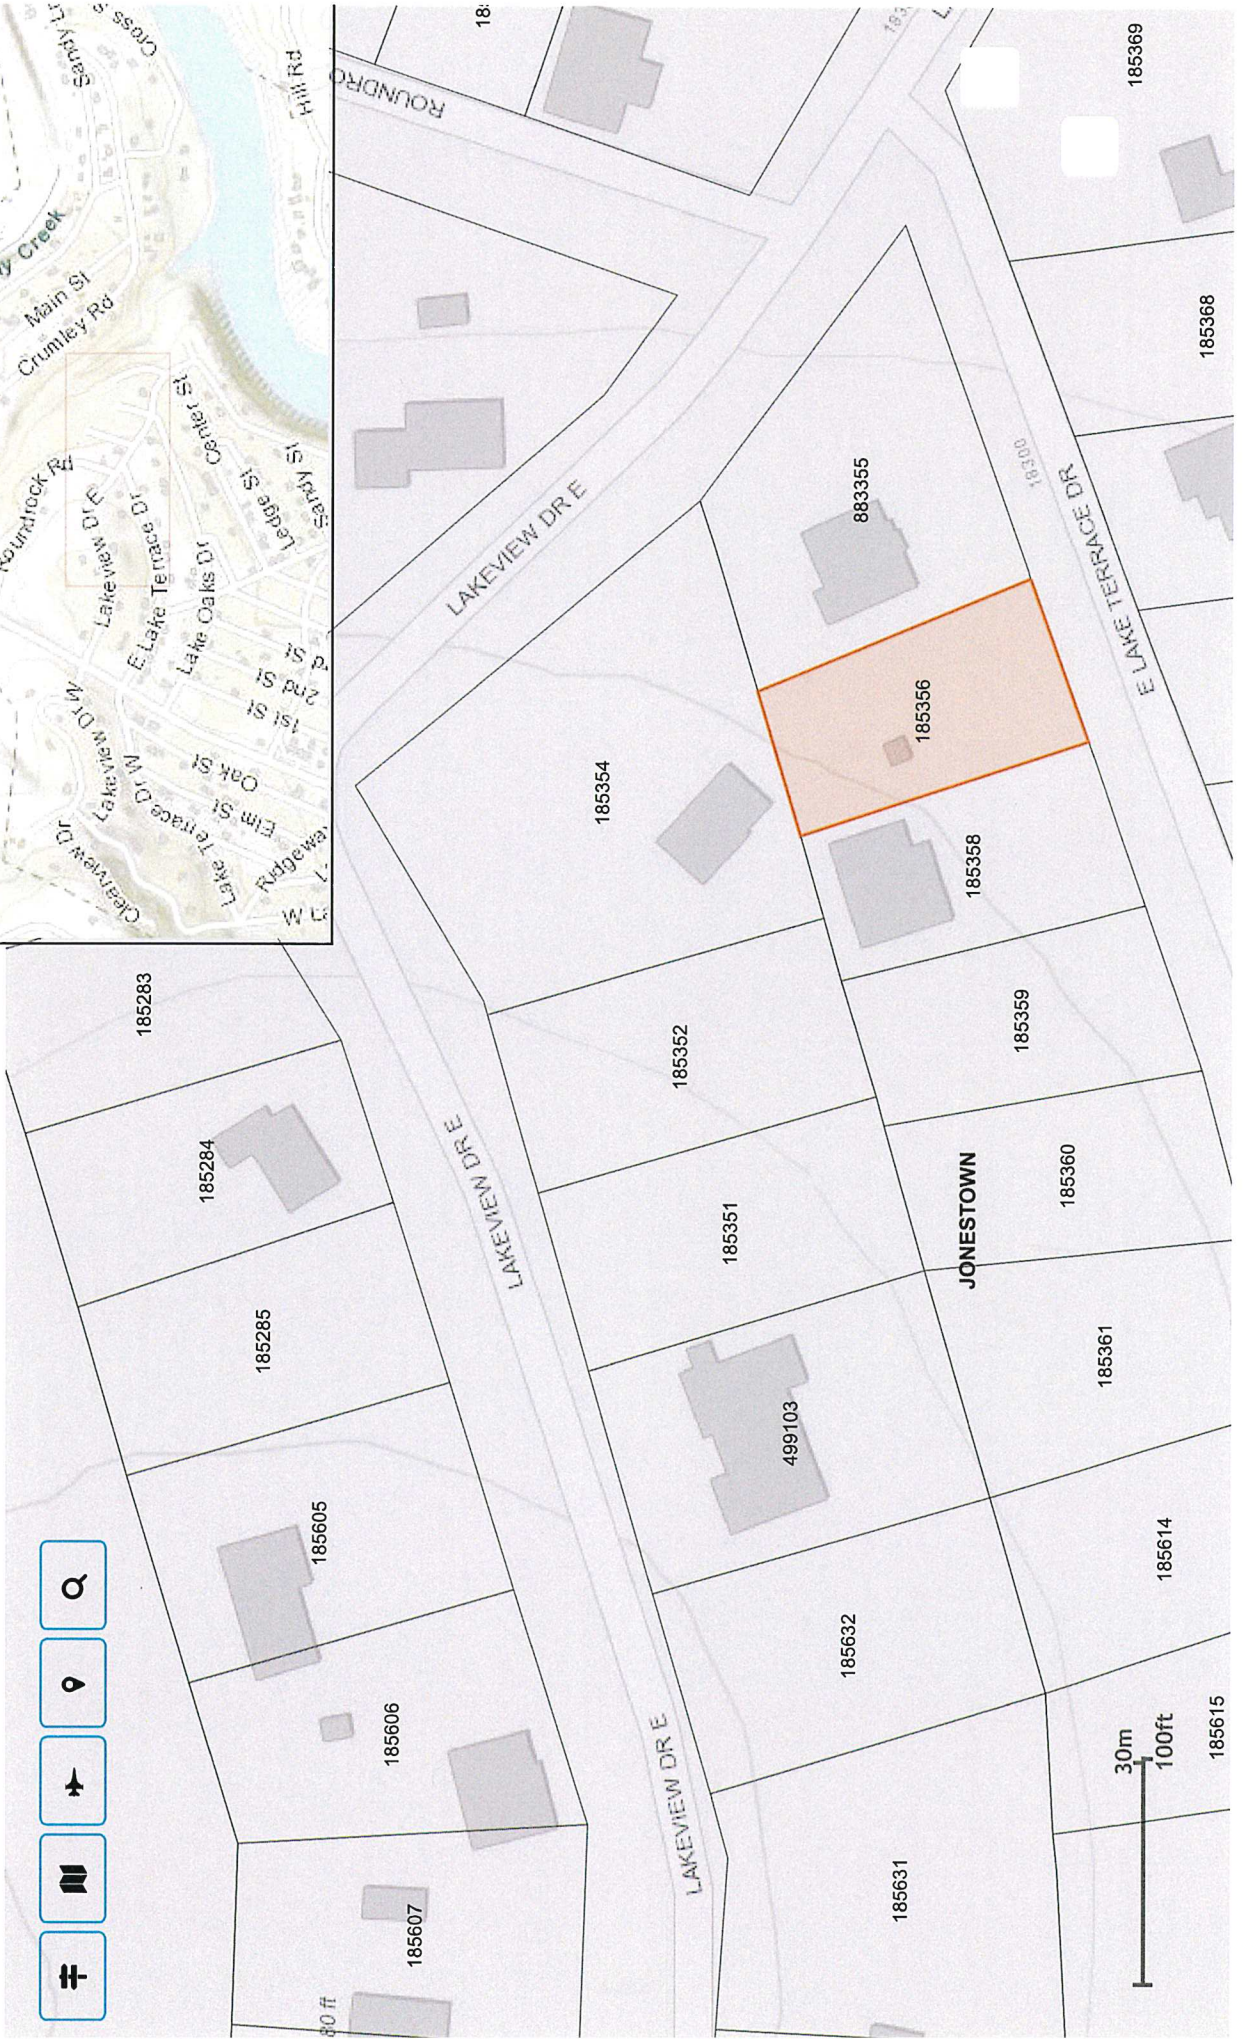 Sandy
Cross S
Hill Rd
y Creek
Main St
Crumley Rd
Roundrock Rd
Lakeview Dr E
E Lake Terrace Dr
Lake Oaks Dr
Center St
Ledge St
Sandy St
d St
2nd St
1st St
Oak St
Elm St
Ridgewa
Lakeview Dr W
Lake Terrace Dr W
Clearview Dr
ROUNDRO
185369
185368
LAKEVIEW DR E
883355
18300
E LAKE TERRACE DR
185356
185354
185358
185283
185352
185359
185284
LAKEVIEW DR E
185351
185360
JONESTOWN
185285
185361
499103
185605
185614
185632
185606
LAKEVIEW DR E
185615
185631
185607
80 ft
30m
100ft